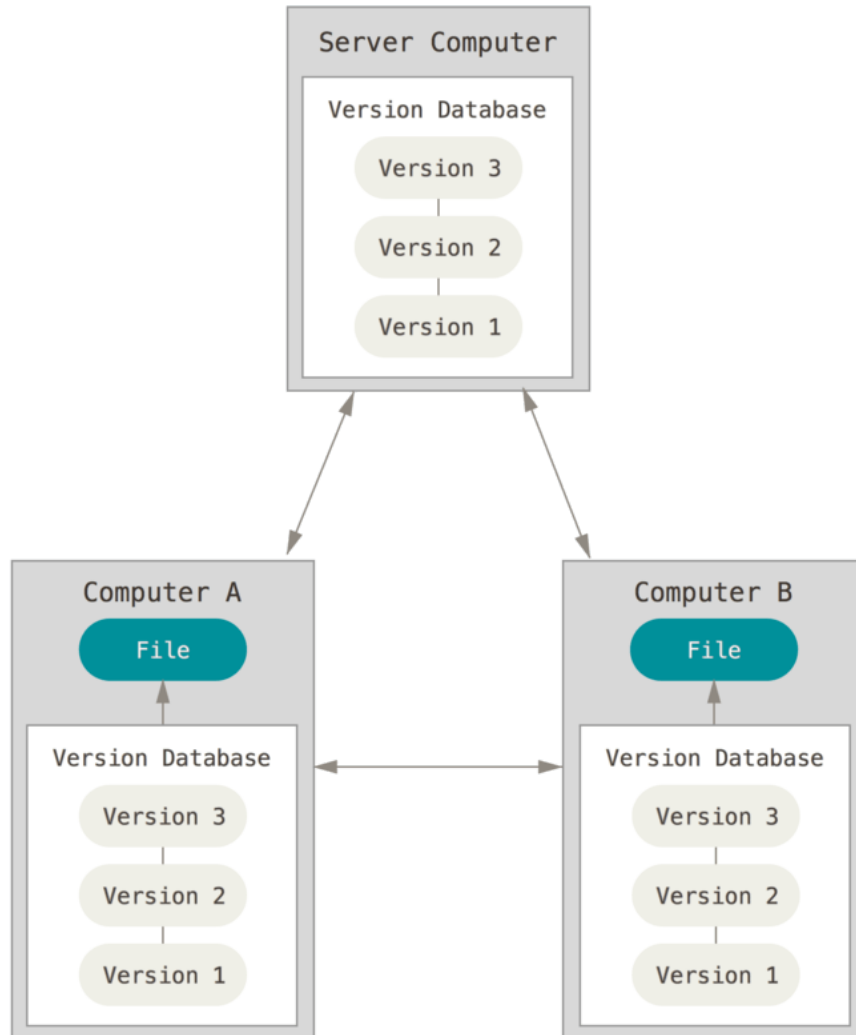 Server Computer
Version Database
Version 3
Version 2
Version 1
Computer A
File
Version Database
Version 3
Version 2
Version 1
Computer B
File
Version Database
Version 3
Version 2
Version 1